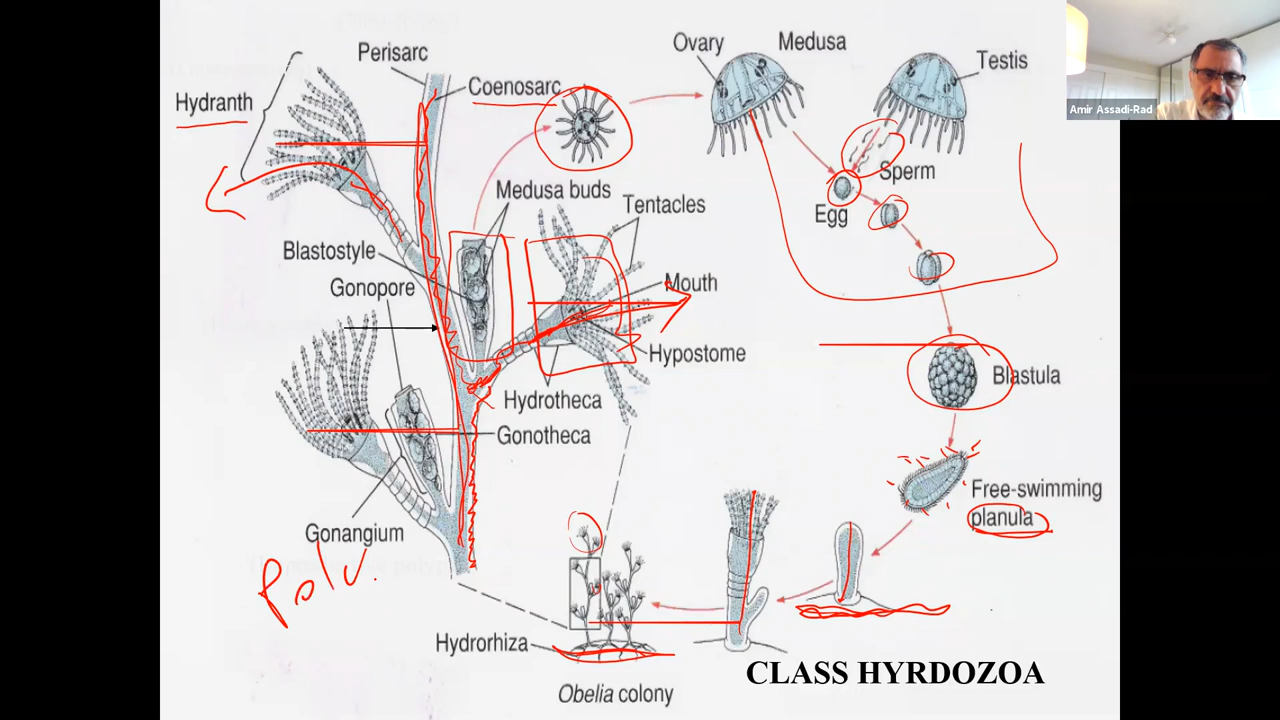 Perisarc
Ovary
Medusa
Testis
Coenosarc
Hydranth
Medusa buds
Sperm
Tentacles
Egg
Blastostyle
Gonopore
Mouth
Hypostome
Blastula
Hydrotheca
Gonotheca
Free-swimming
planula
Gonangium
Hydrorhiza
CLASS HYRDOZOA
Obelia colony
Amir Assadi-Rad